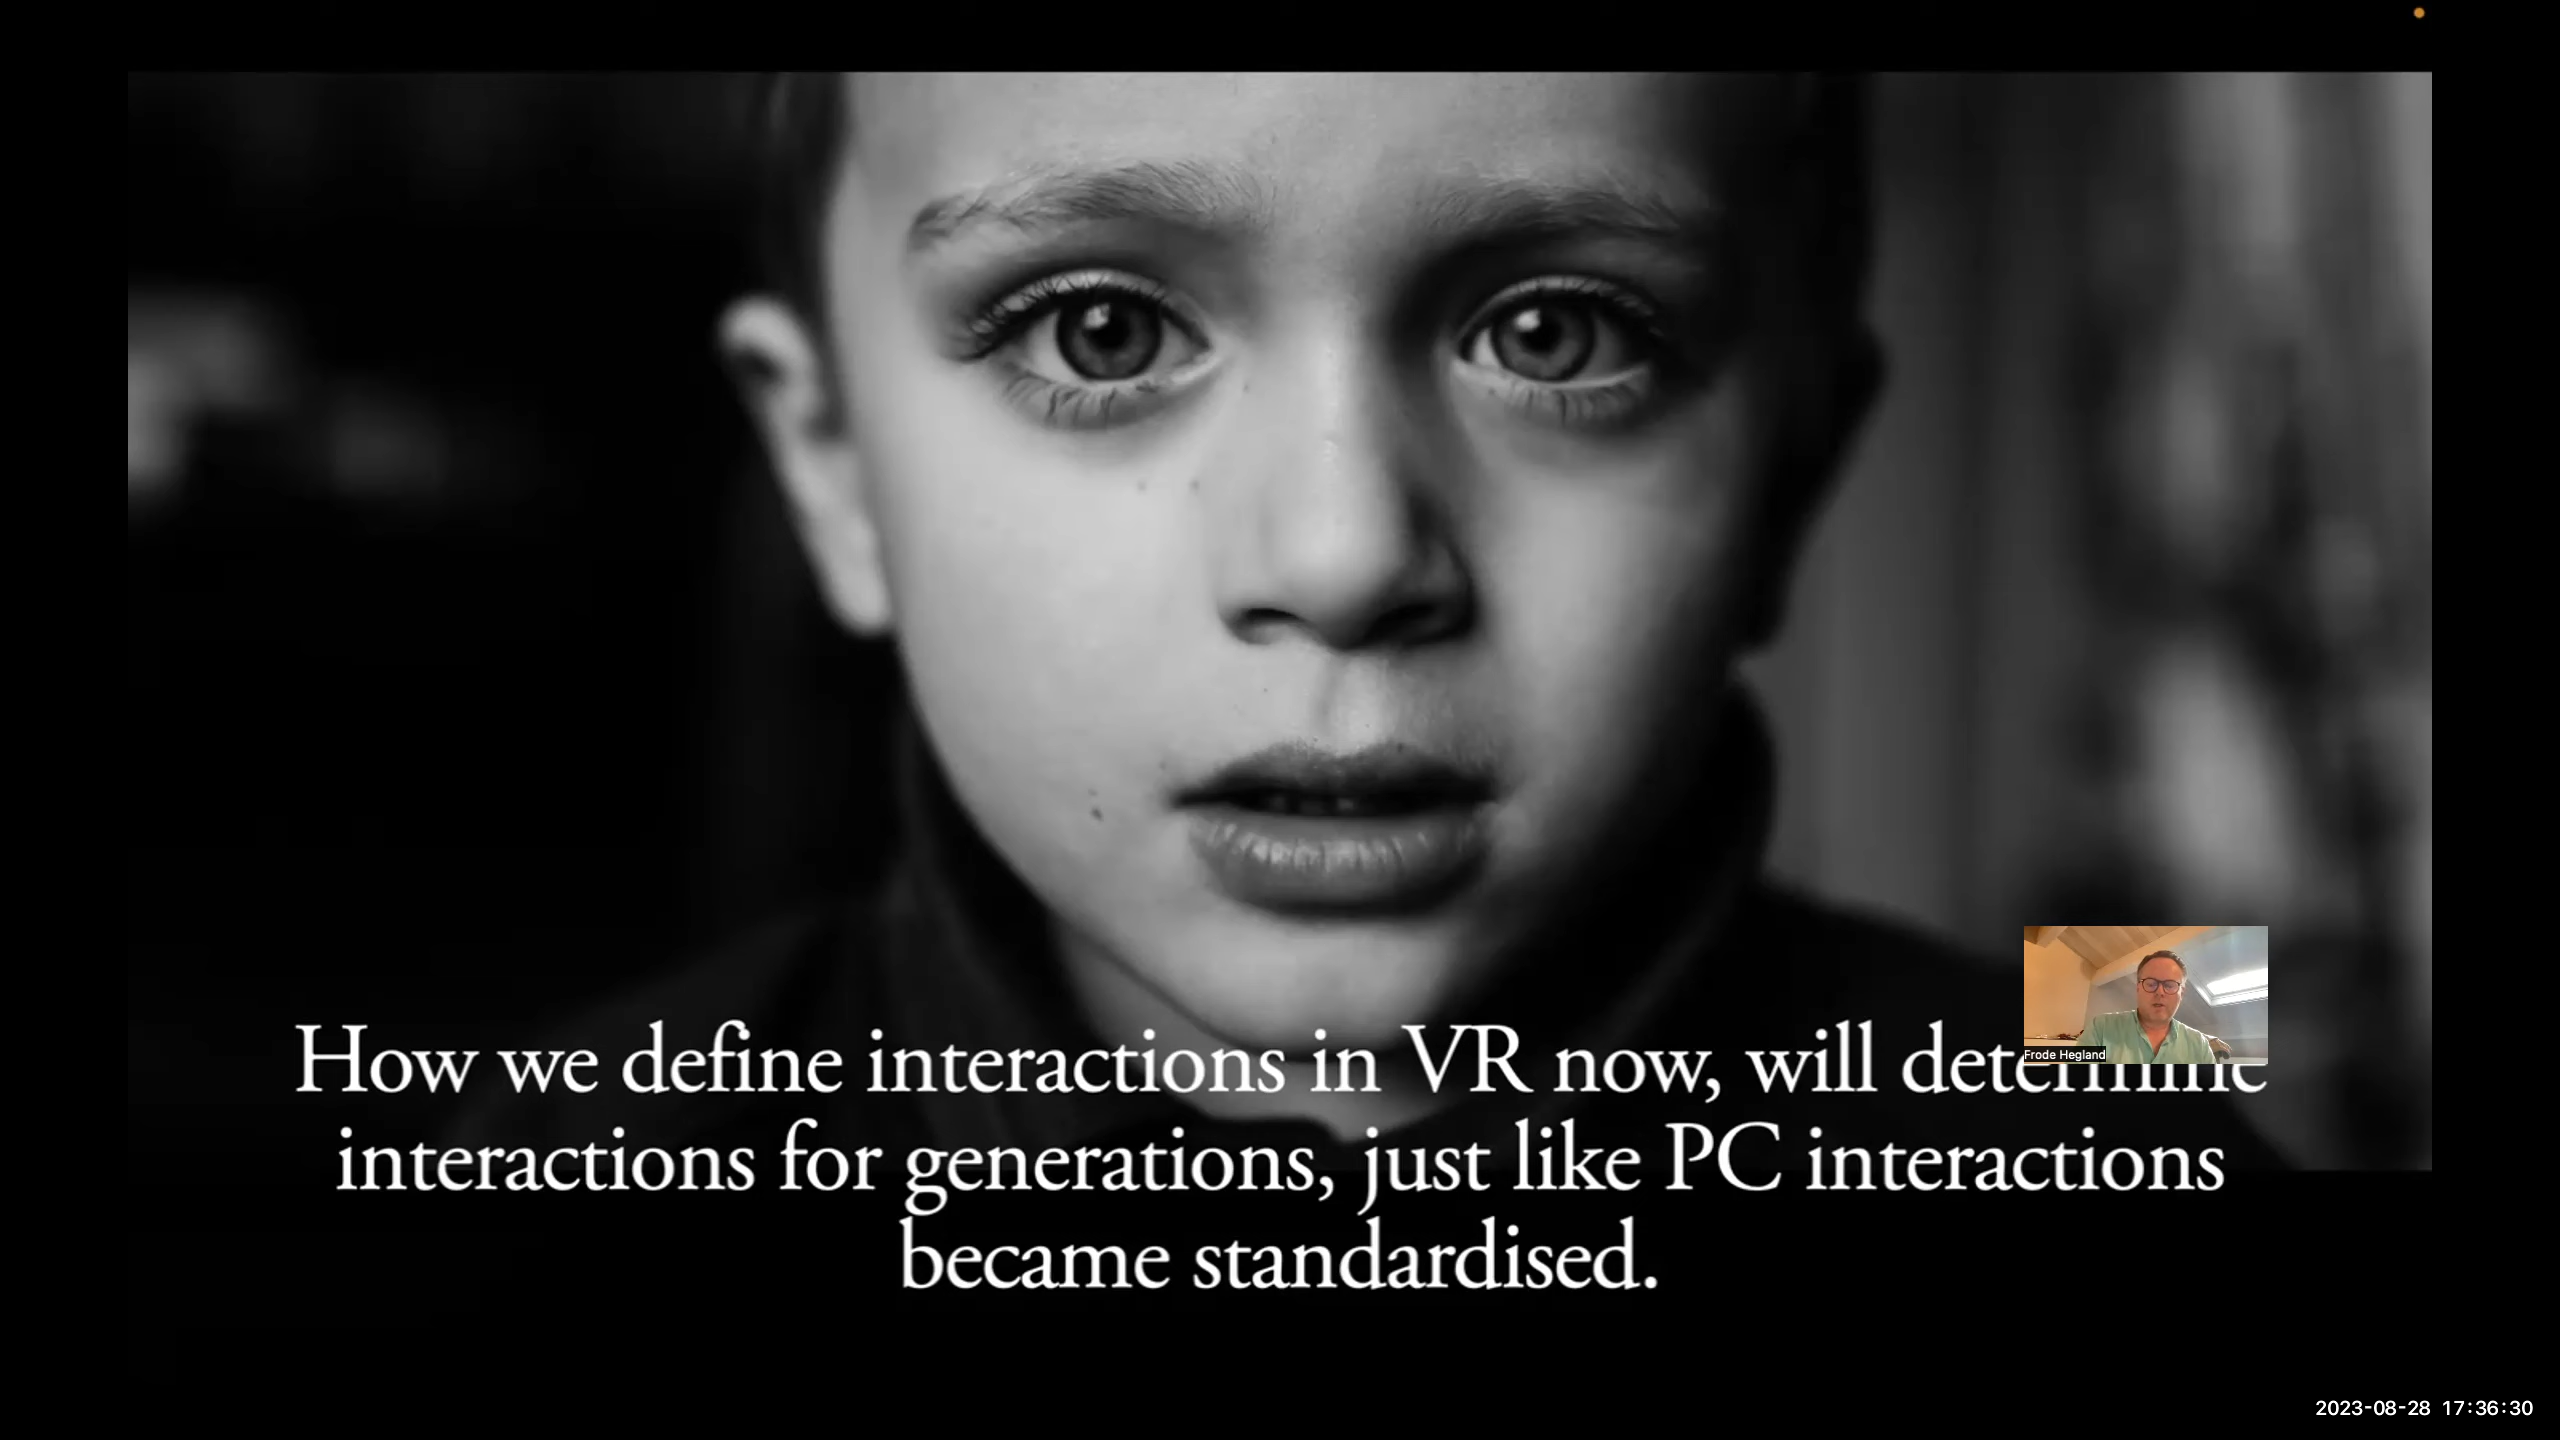 Frode Hegland
How we define interactions in VR now, will determine
interactions for generations, just like PC interactions
became standardised.
2023-08-28 17:36:30